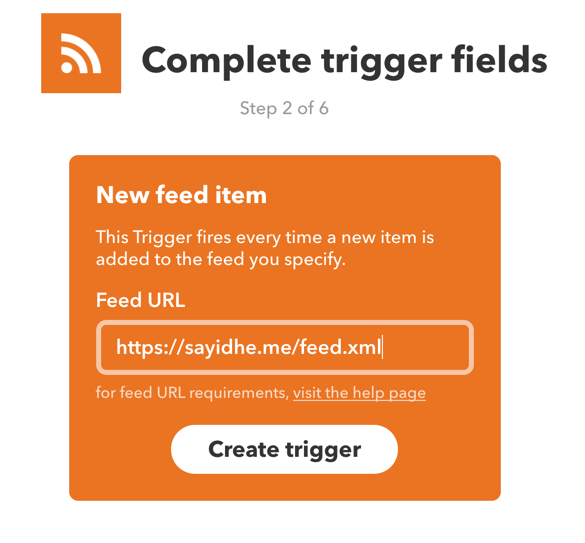 Complete trigger fields
Step 2 of 6
New feed item
This Trigger fires every time a new item is
added to the feed you specify.
Feed URL
https://sayidhe.me/feed.xml
for feed URL requirements, visit the help page
Create trigger